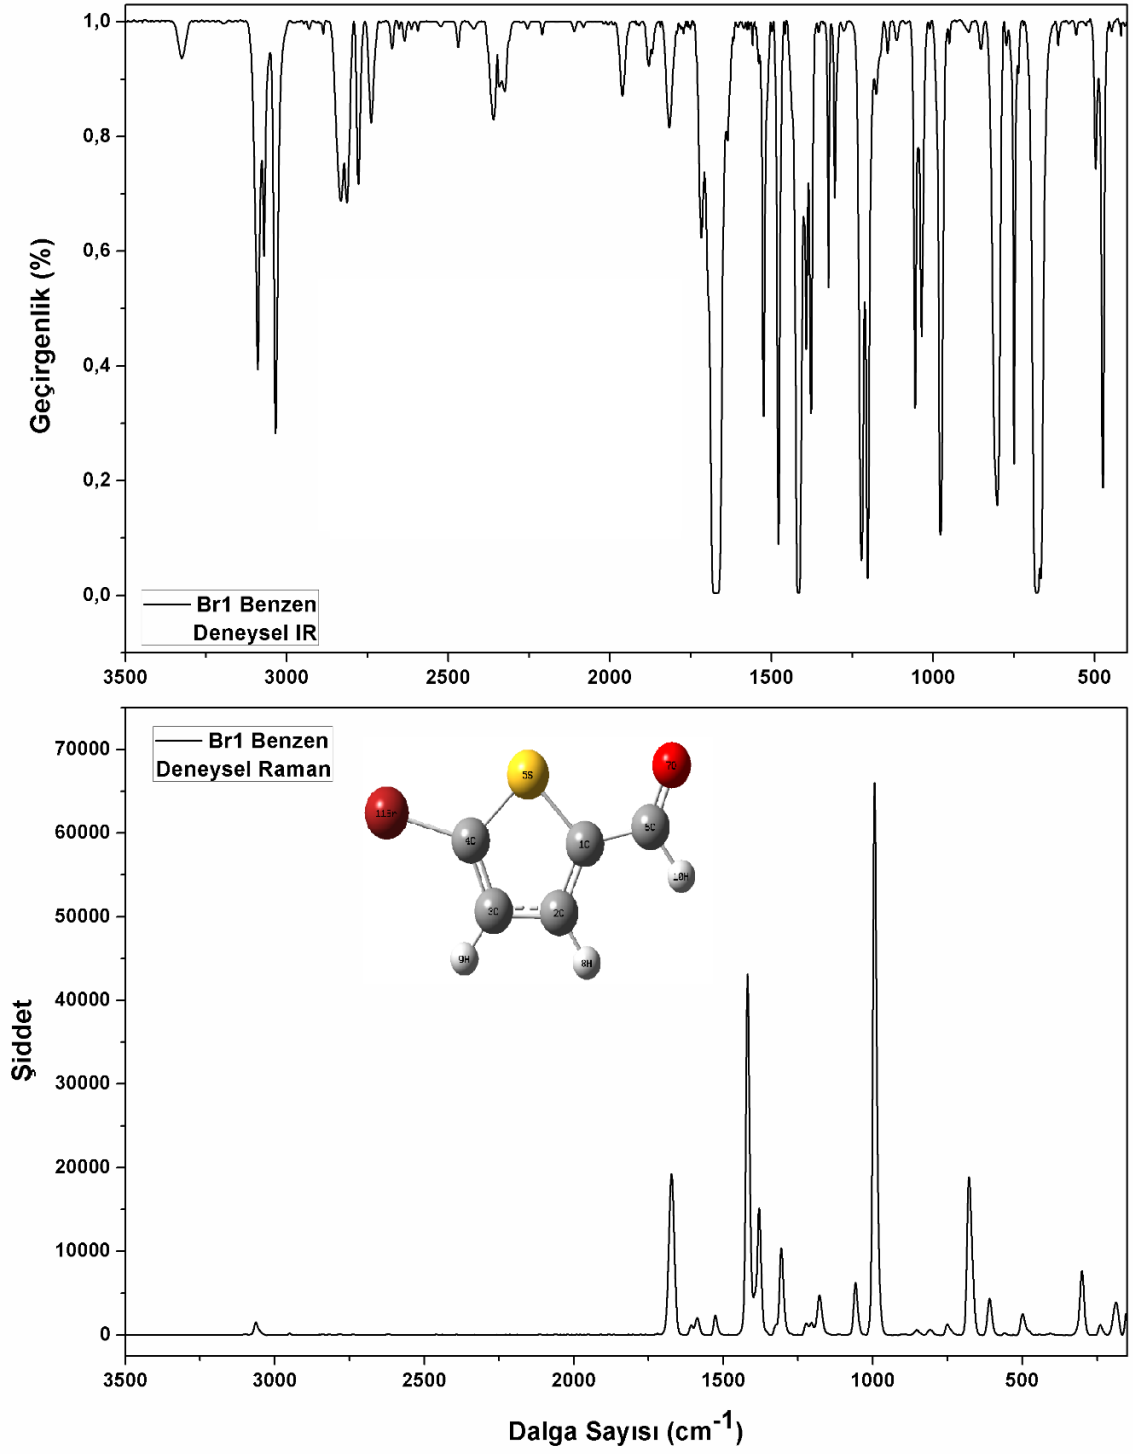 1,0
0,8
0,6
0,4
0,2
0,0
Geçirgenlik (%)
Br1 Benzen
Deneysel IR
3500 3000 2500 2000 1500 1000 500
70000
60000
50000
40000
30000
20000
10000
0
Şiddet
Br1 Benzen
Deneysel Raman
5S
7O
11Br
4C
1C
6C
10H
3C
2C
9H
8H
3500 3000 2500 2000 1500 1000 500
Dalga Sayısı (cm⁻¹)